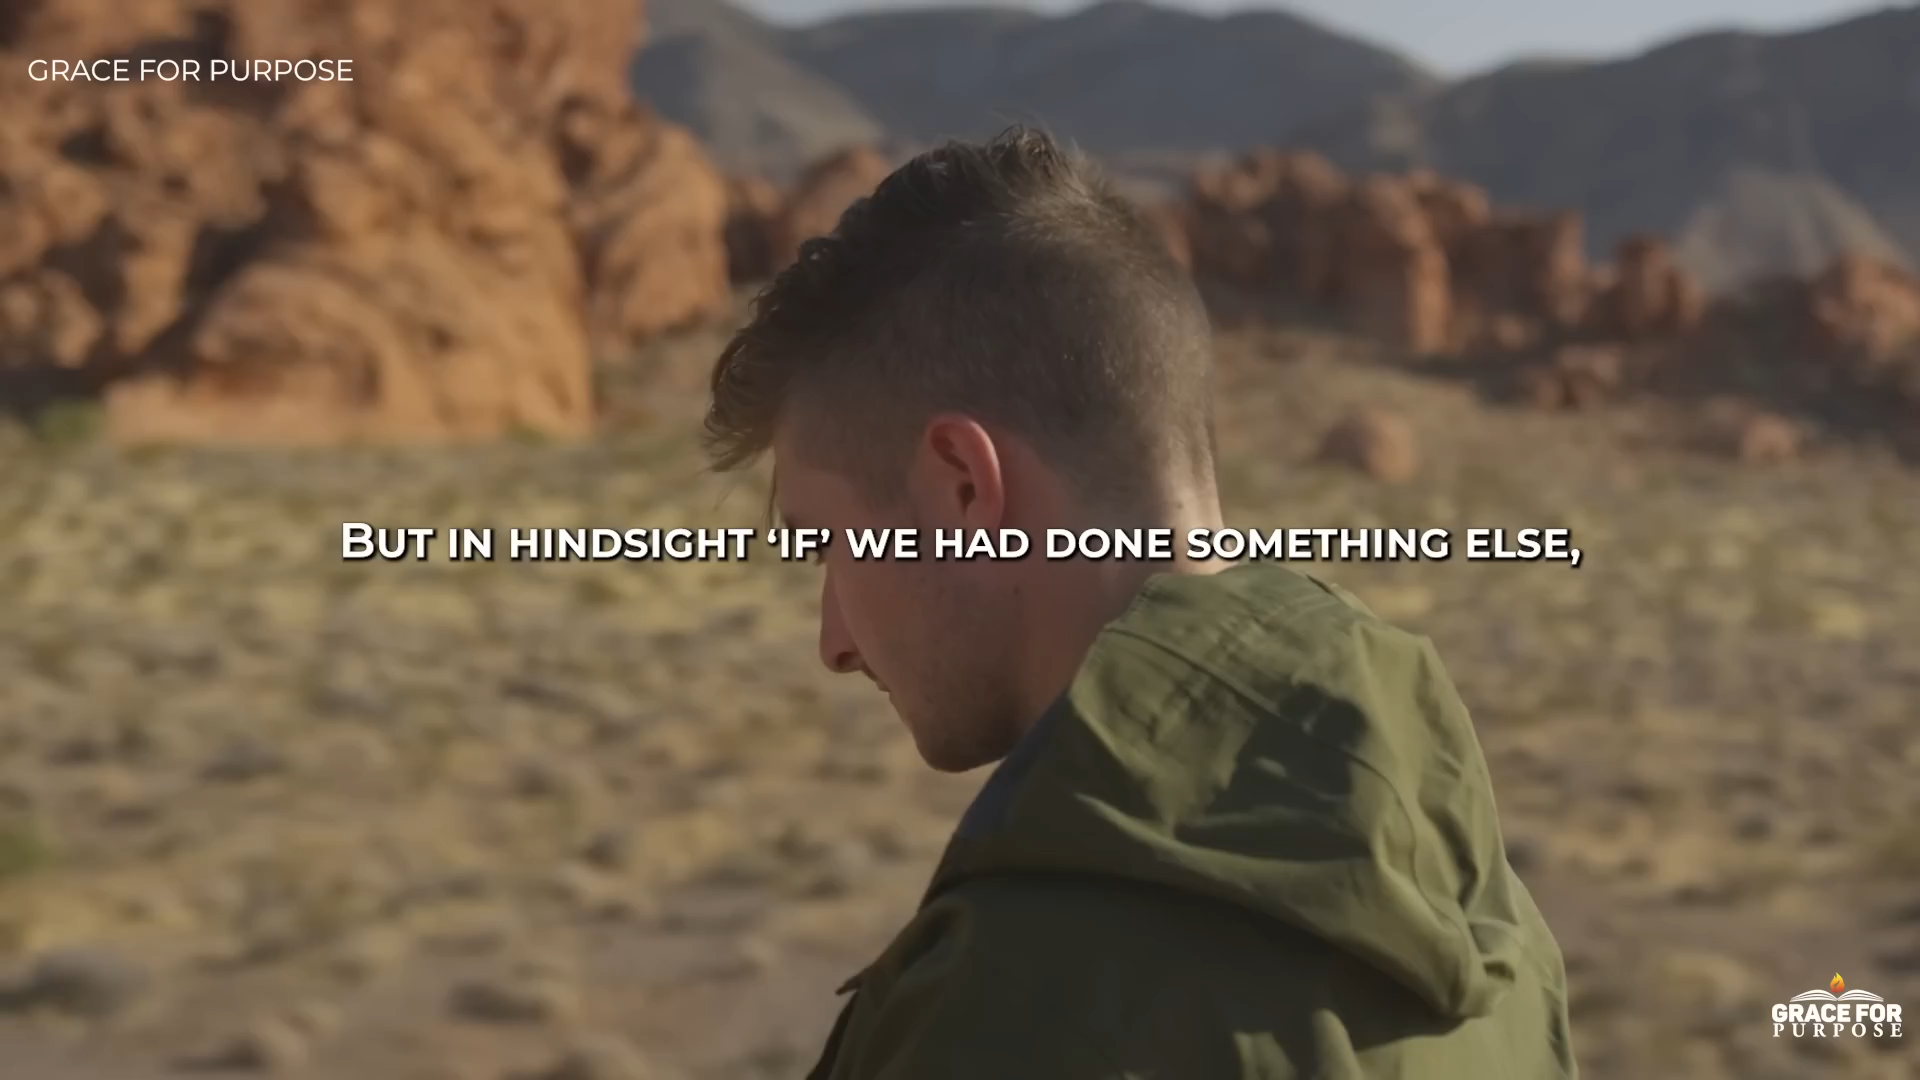 GRACE FOR PURPOSE
BUT IN HINDSIGHT ‘IF’ WE HAD DONE SOMETHING ELSE,
GRACE FOR
PURPOSE